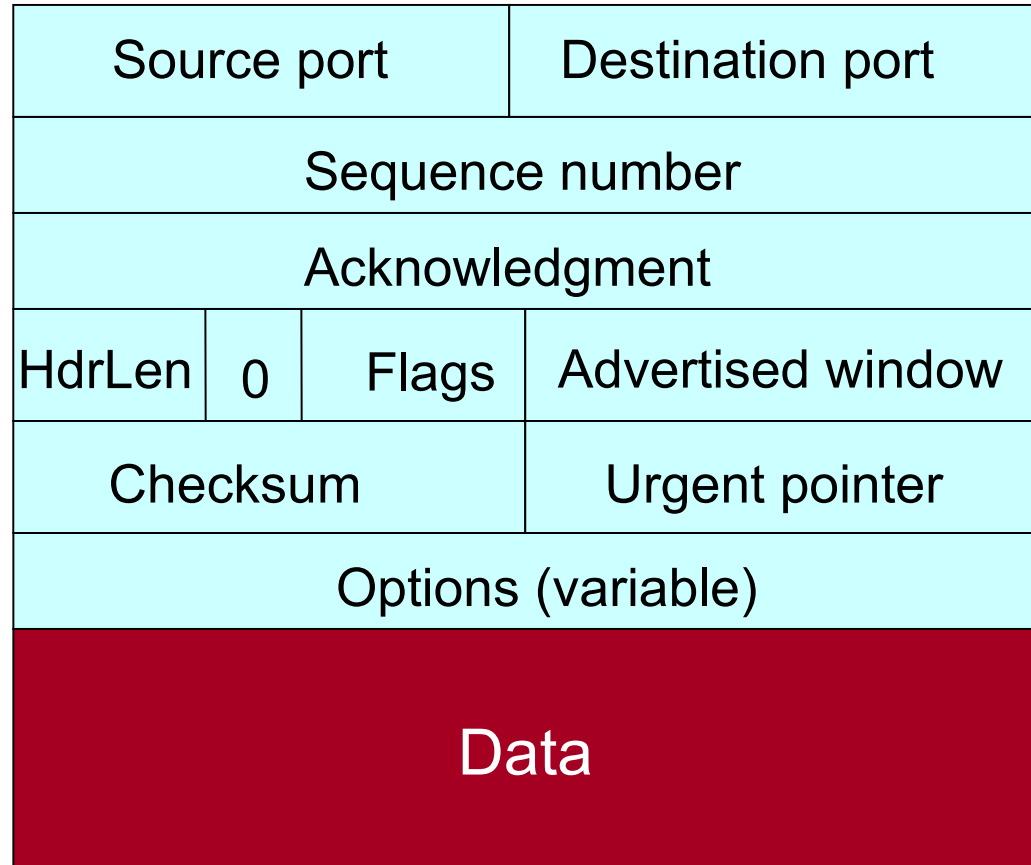 Source port Destination port
Sequence number
Acknowledgment
HdrLen 0 Flags Advertised window
Checksum Urgent pointer
Options (variable)
Data